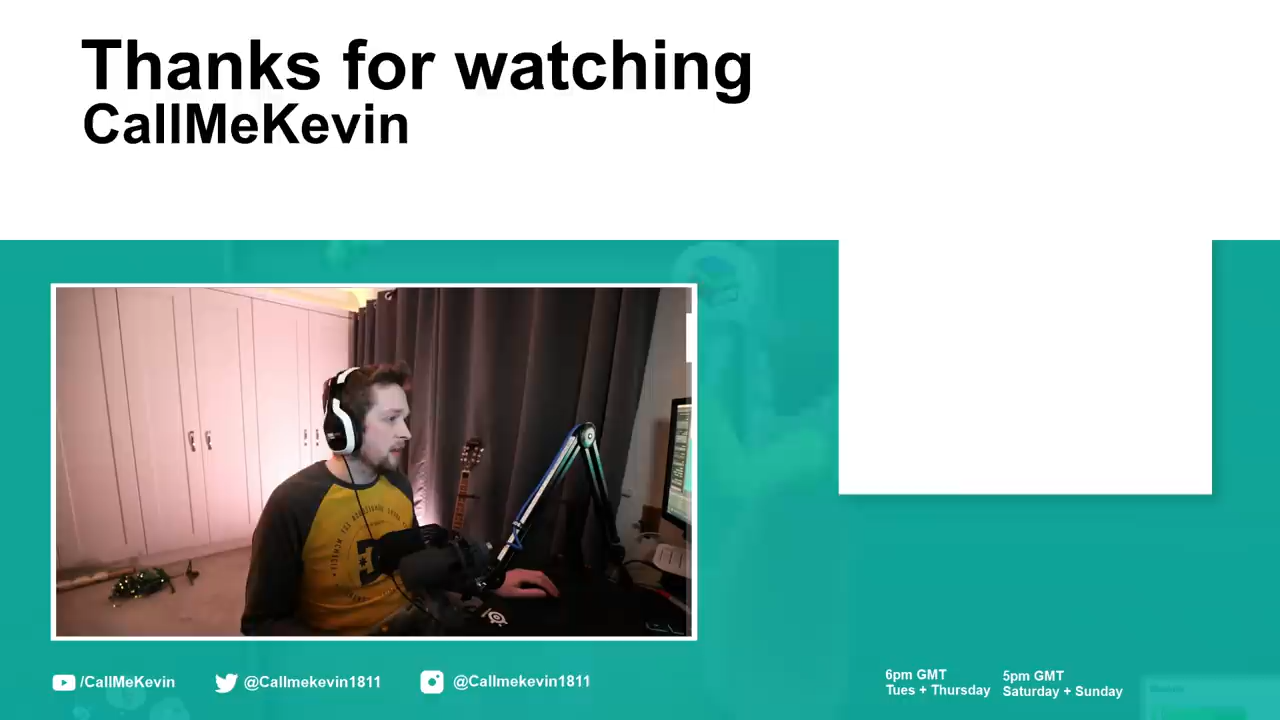 Thanks for watching
CallMeKevin
/CallMeKevin
@Callmekevin1811
@Callmekevin1811
6pm GMT
Tues + Thursday
5pm GMT
Saturday + Sunday